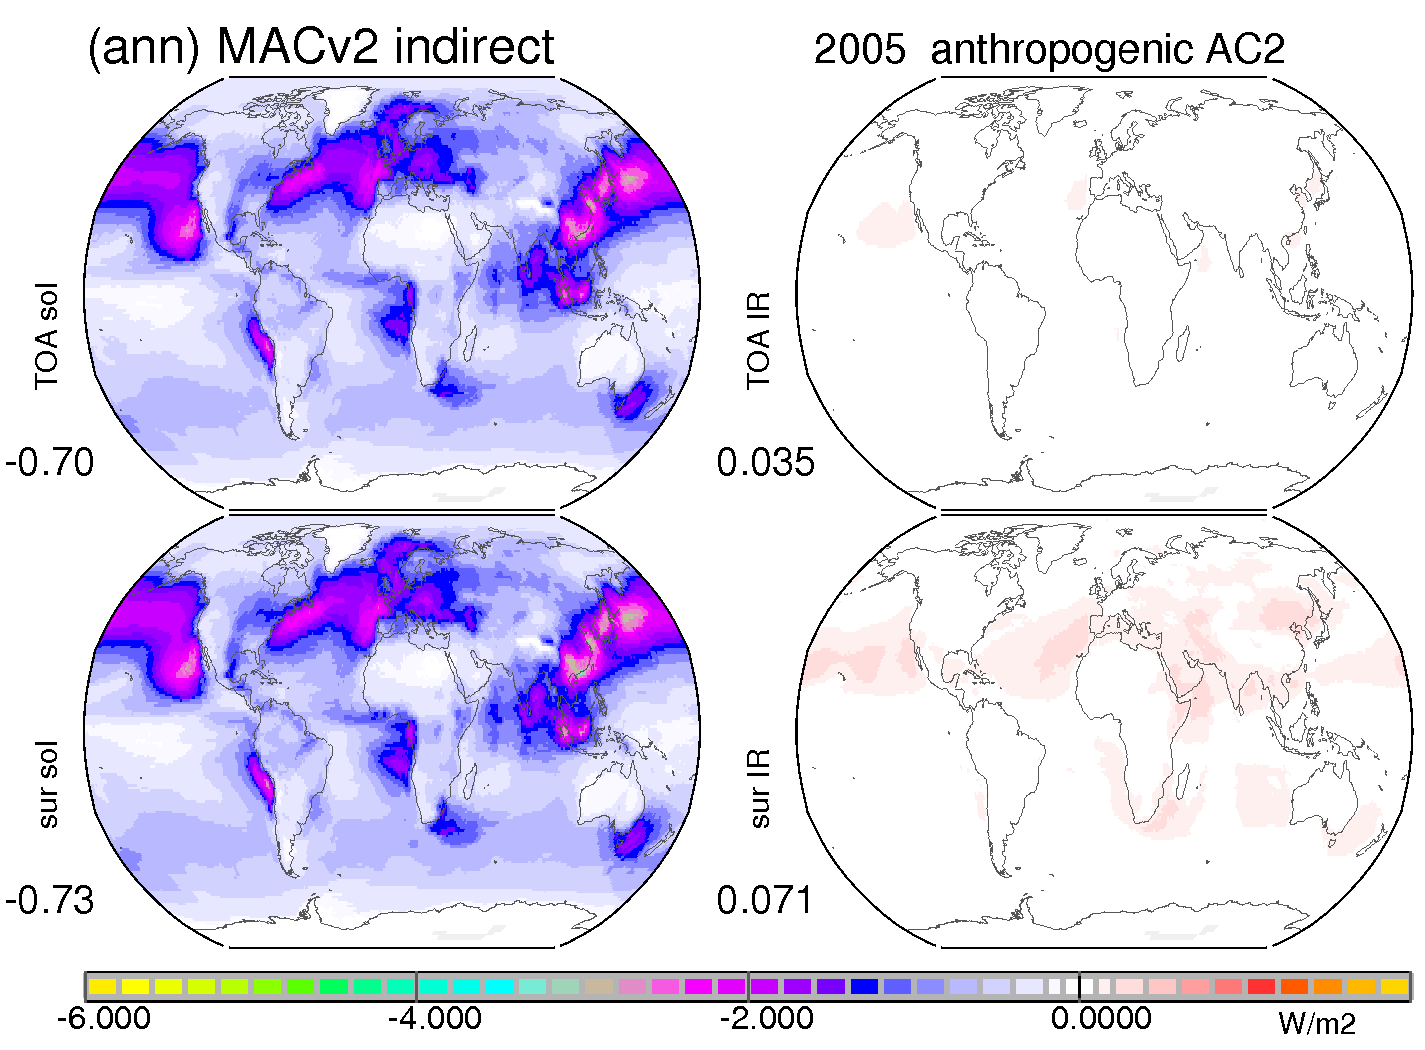 (ann) MACv2 indirect
2005 anthropogenic AC2
TOA sol
-0.70
TOA IR
0.035
sur sol
-0.73
sur IR
0.071
-6.000 -4.000 -2.000 0.0000 W/m2